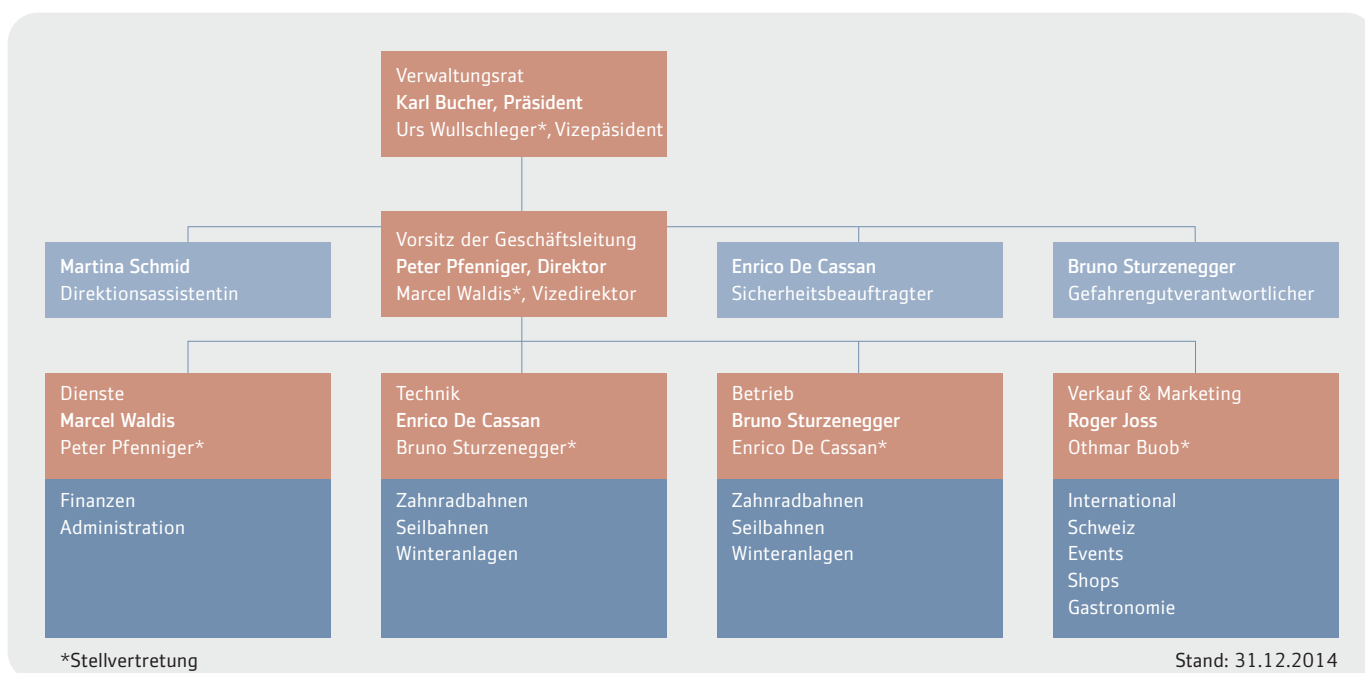 Verwaltungsrat
Karl Bucher, Präsident
Urs Wullschleger*, Vizepäsident
Vorsitz der Geschäftsleitung
Peter Pfenniger, Direktor
Marcel Waldis*, Vizedirektor
Martina Schmid
Direktionsassistentin
Enrico De Cassan
Sicherheitsbeauftragter
Bruno Sturzenegger
Gefahrengutverantwortlicher
Dienste
Marcel Waldis
Peter Pfenniger*
Finanzen
Administration
Technik
Enrico De Cassan
Bruno Sturzenegger*
Zahnradbahnen
Seilbahnen
Winteranlagen
Betrieb
Bruno Sturzenegger
Enrico De Cassan*
Zahnradbahnen
Seilbahnen
Winteranlagen
Verkauf & Marketing
Roger Joss
Othmar Buob*
International
Schweiz
Events
Shops
Gastronomie
*Stellvertretung
Stand: 31.12.2014